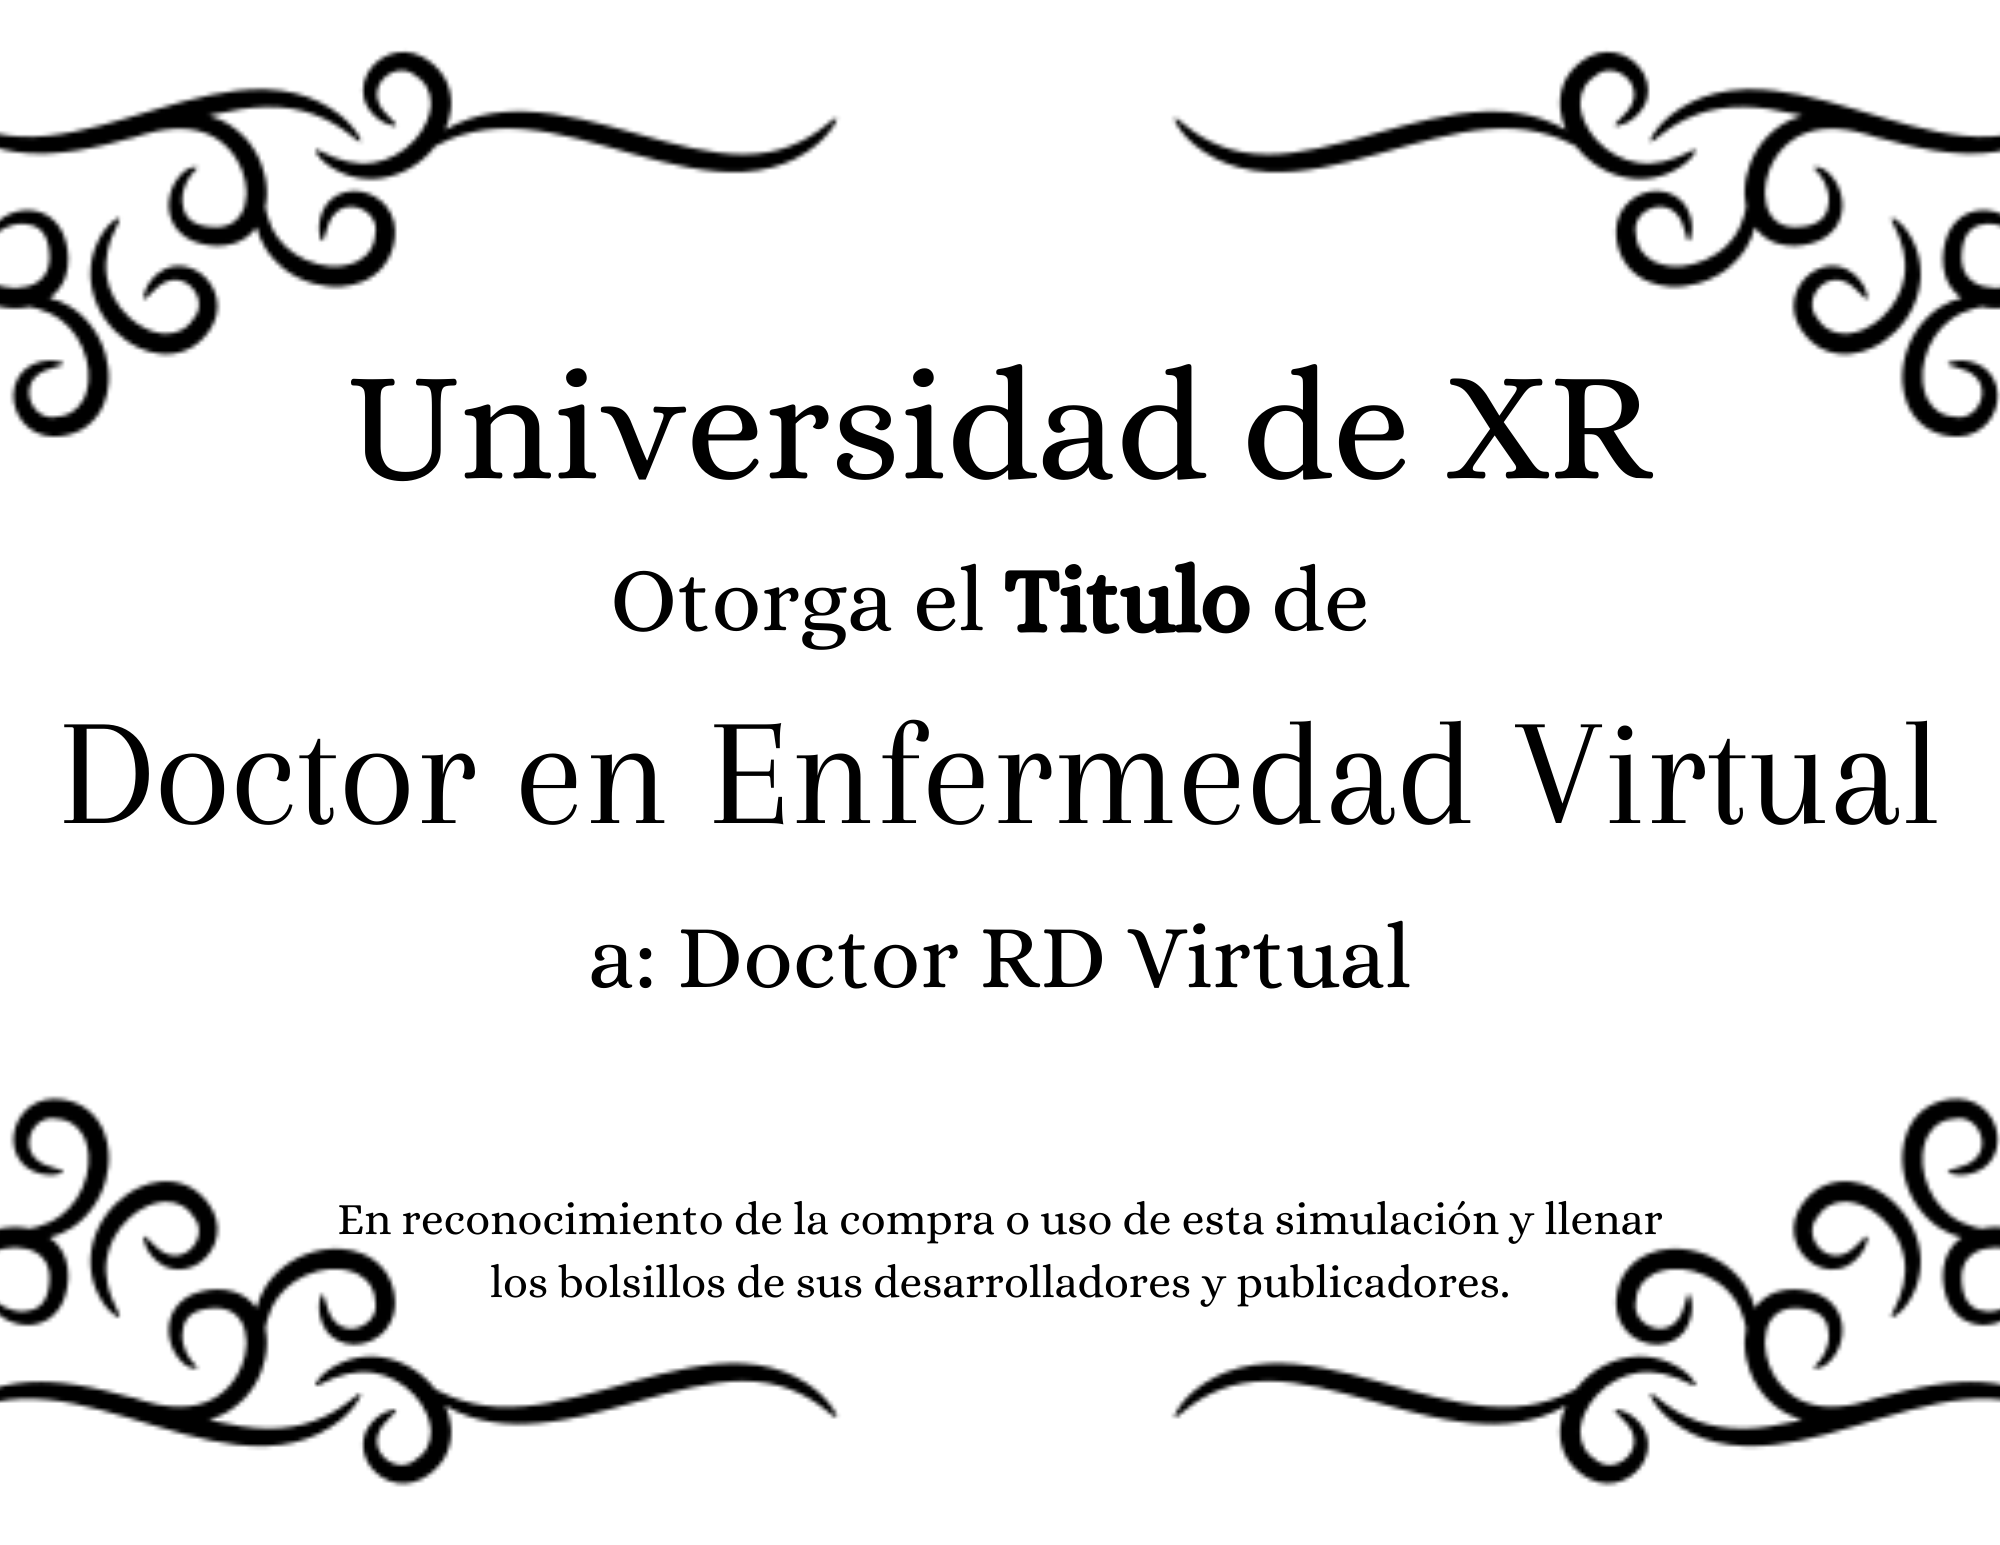 Universidad de XR
Otorga el Titulo de
Doctor en Enfermedad Virtual
a: Doctor RD Virtual
En reconocimiento de la compra o uso de esta simulación y llenar
los bolsillos de sus desarrolladores y publicadores.